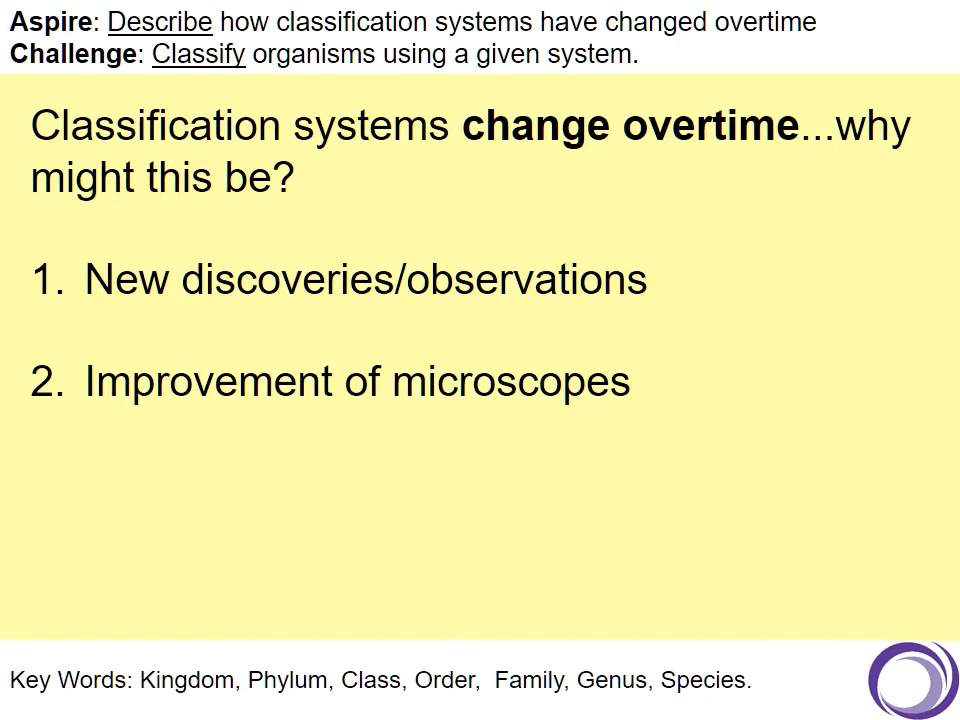 Aspire: Describe how classification systems have changed overtime
Challenge: Classify organisms using a given system.
Classification systems change overtime...why
might this be?
1. New discoveries/observations
2. Improvement of microscopes
Key Words: Kingdom, Phylum, Class, Order,  Family, Genus, Species.